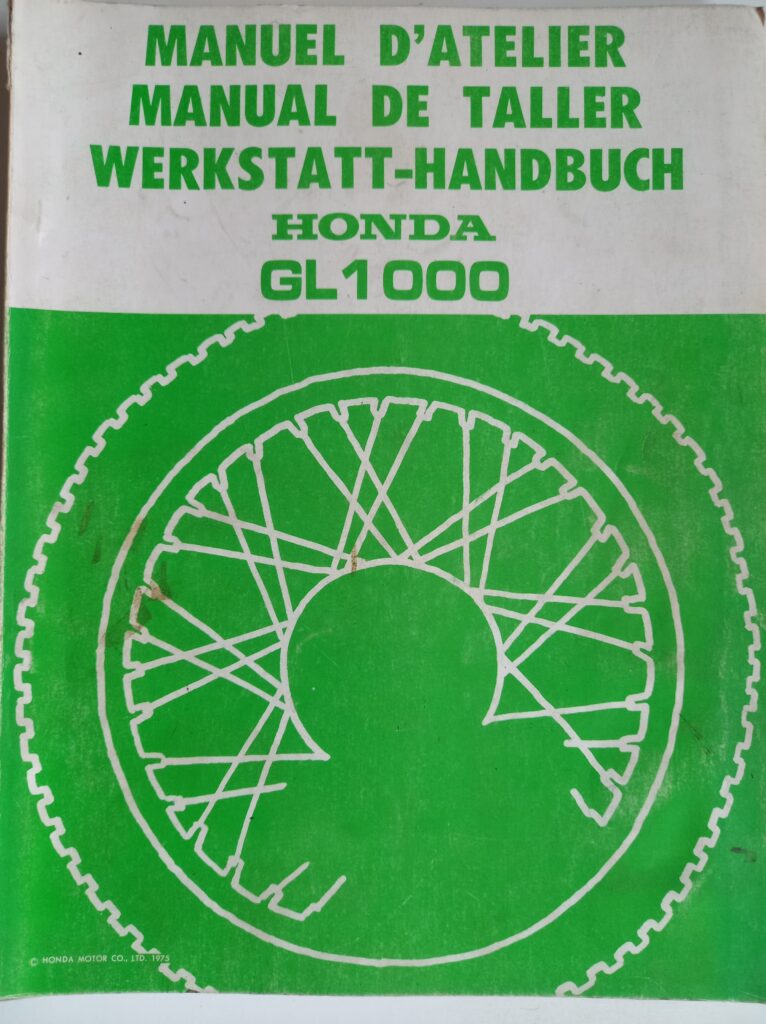 MANUEL D'ATELIER
MANUAL DE TALLER
WERKSTATT-HANDBUCH
HONDA
GL1000
© HONDA MOTOR CO., LTD. 1975